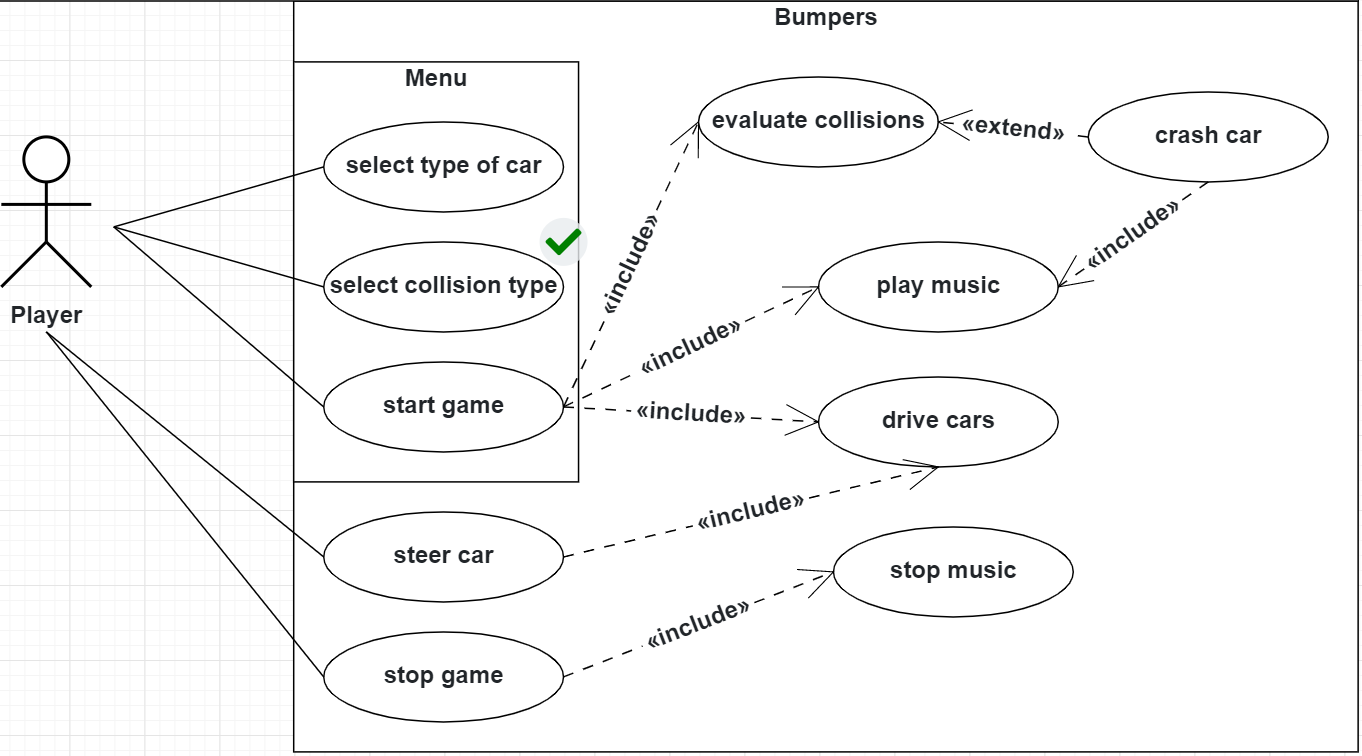 Bumpers
Menu
evaluate collisions
«extend»
crash car
select type of car
«include»
«include»
select collision type
play music
Player
«include»
start game
«include»
drive cars
«include»
steer car
stop music
«include»
stop game